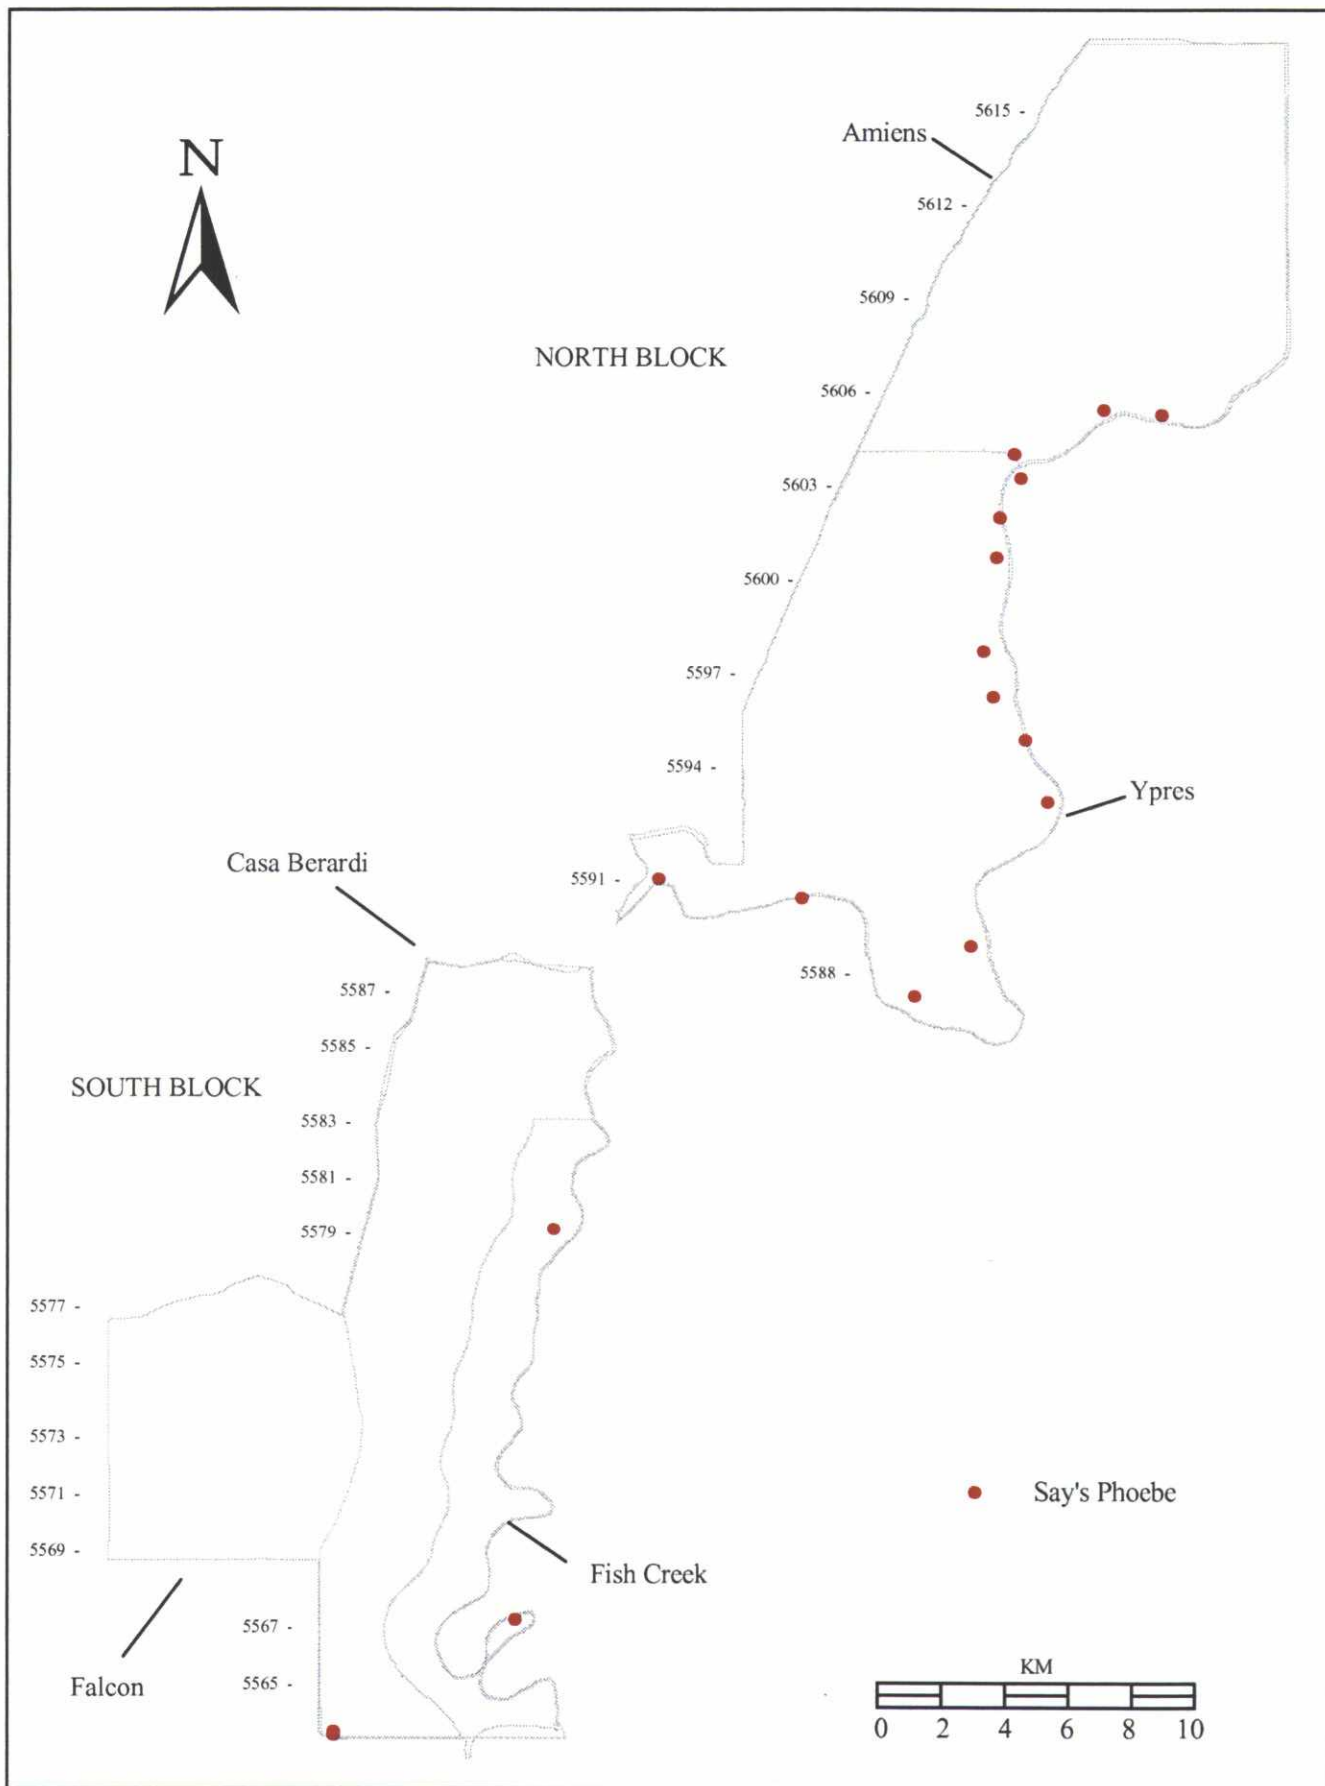 5615 -
Amiens
N
5612 -
5609 -
NORTH BLOCK
5606 -
5603 -
5600 -
5597 -
5594 -
Ypres
Casa Berardi
5591 -
5588 -
5587 -
5585 -
SOUTH BLOCK
5583 -
5581 -
5579 -
5577 -
5575 -
5573 -
5571 -
Say's Phoebe
5569 -
Fish Creek
5567 -
KM
5565 -
Falcon
0 2 4 6 8 10